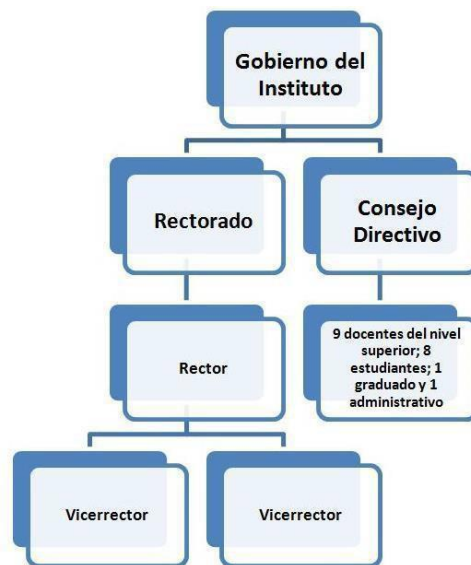 Gobierno del
Instituto
Rectorado
Consejo
Directivo
Rector
9 docentes del nivel
superior; 8
estudiantes; 1
graduado y 1
administrativo
Vicerrector
Vicerrector